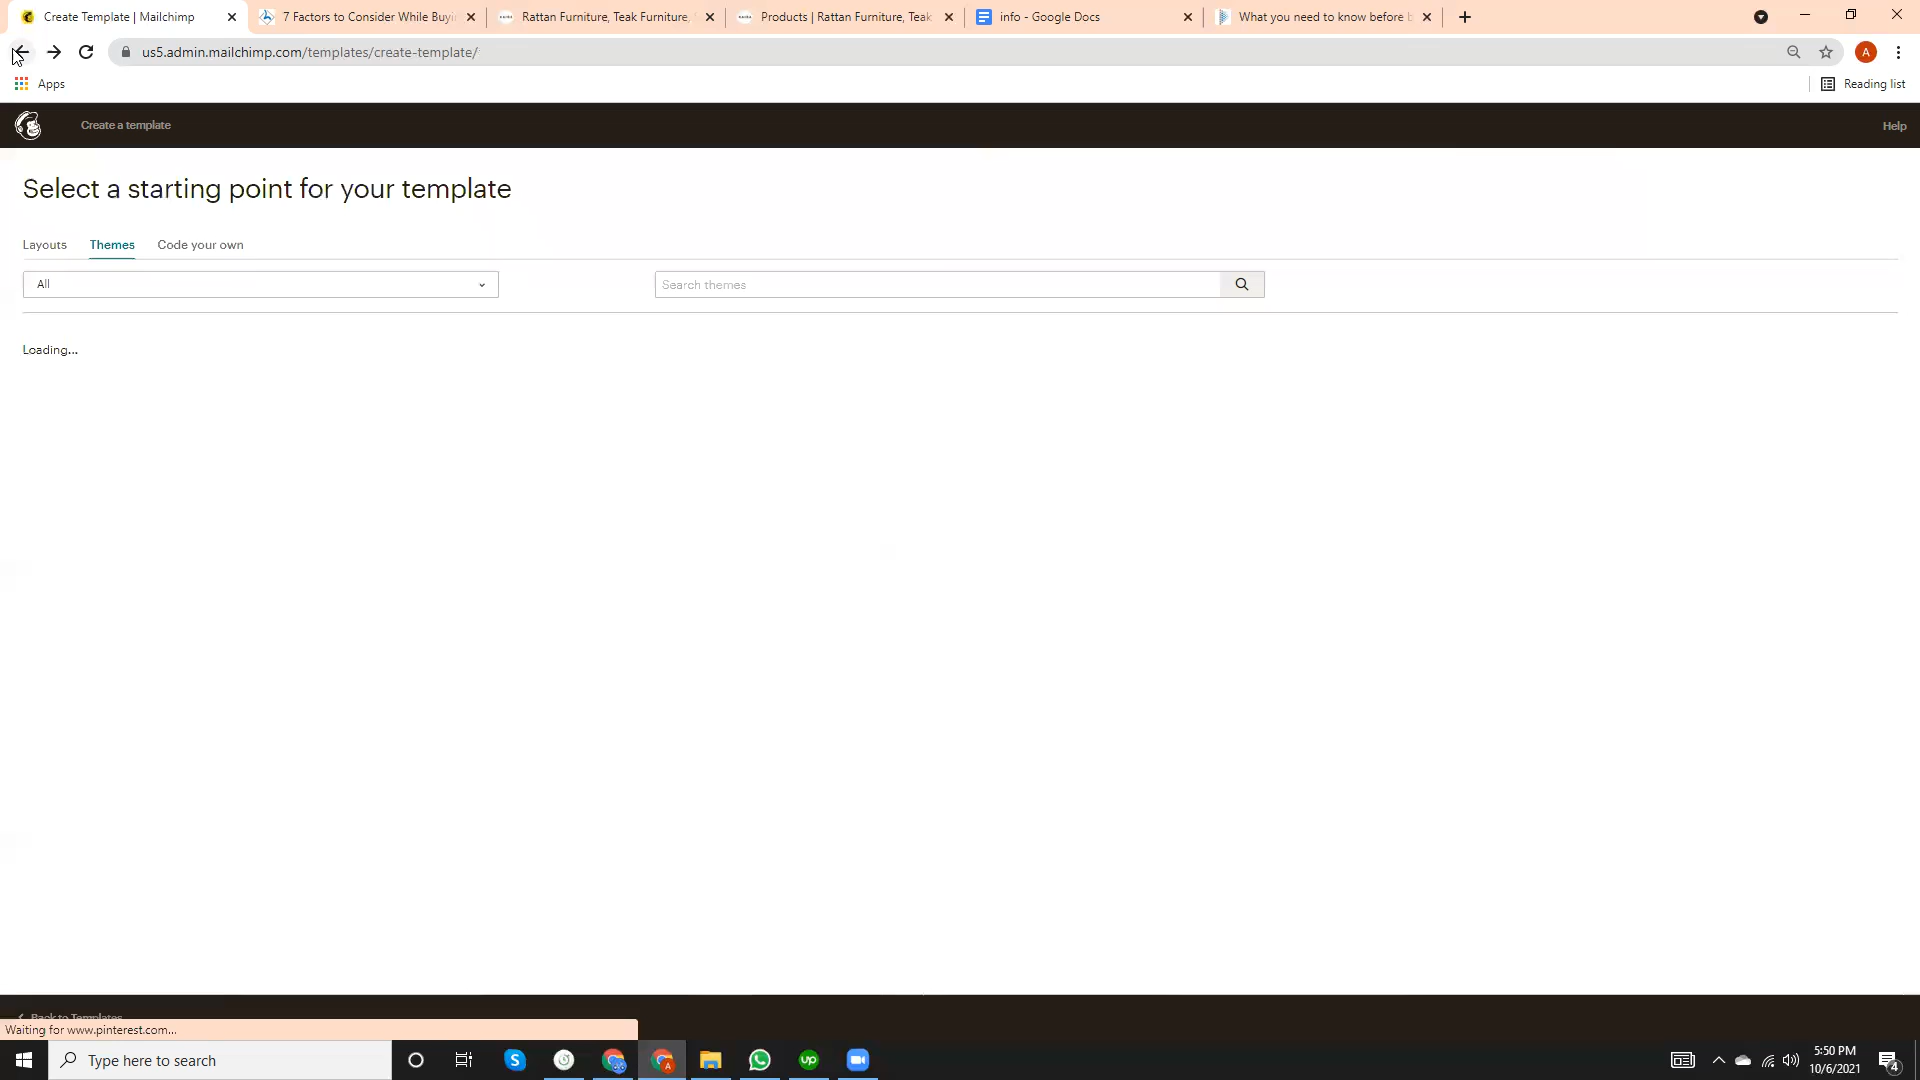 Create Template | Mailchimp
7 Factors to Consider While Buyi
Rattan Furniture, Teak Furniture,
Products | Rattan Furniture, Teak
info - Google Docs
What you need to know before b
us5.admin.mailchimp.com/templates/create-template/
A
Apps
Reading list
Create a template
Help
Select a starting point for your template
Layouts
Themes
Code your own
All
Search themes
Loading...
Back to Templates
Waiting for www.pinterest.com...
Type here to search
S
A
up
5:50 PM
10/6/2021
4